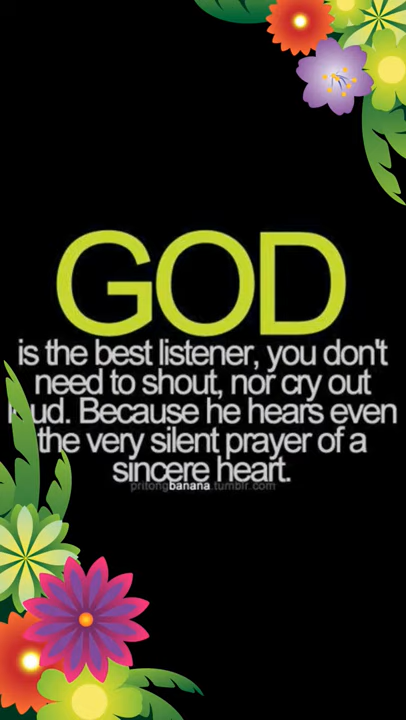 GOD
is the best listener, you don't
need to shout, nor cry out
loud. Because he hears even
the very silent prayer of a
sincere heart.
pritongbanana.tumblr.com